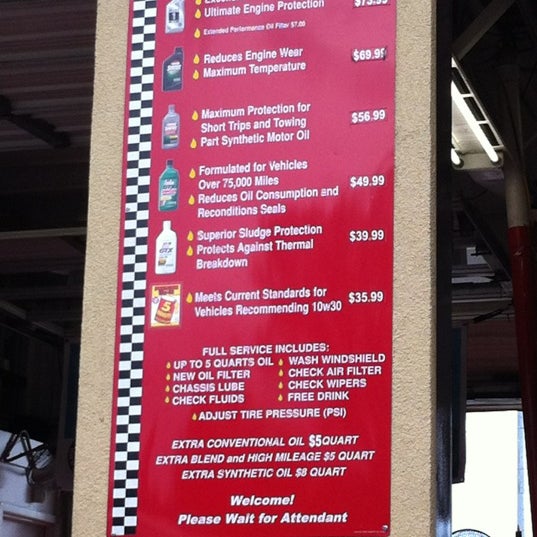 Ultimate Engine Protection
Extended Performance Oil Filter $7.00
Reduces Engine Wear
Maximum Temperature
$69.99
Maximum Protection for
Short Trips and Towing
Part Synthetic Motor Oil
$56.99
Formulated for Vehicles
Over 75,000 Miles
Reduces Oil Consumption and
Reconditions Seals
$49.99
Superior Sludge Protection
Protects Against Thermal
Breakdown
$39.99
GTX
Meets Current Standards for
Vehicles Recommending 10w30
$35.99
5
FULL SERVICE INCLUDES:
UP TO 5 QUARTS OIL
NEW OIL FILTER
CHASSIS LUBE
CHECK FLUIDS
WASH WINDSHIELD
CHECK AIR FILTER
CHECK WIPERS
FREE DRINK
ADJUST TIRE PRESSURE (PSI)
EXTRA CONVENTIONAL OIL $5QUART
EXTRA BLEND and HIGH MILEAGE $5 QUART
EXTRA SYNTHETIC OIL $8 QUART
Welcome!
Please Wait for Attendant